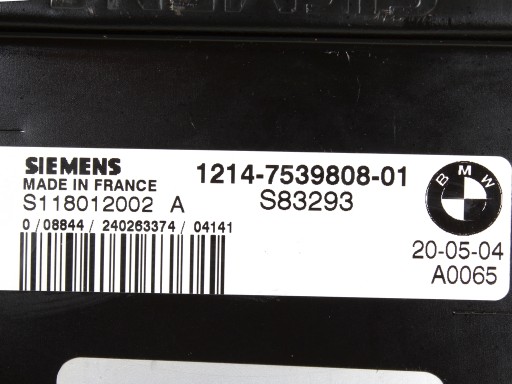 SIEMENS
MADE IN FRANCE
S118012002 A
0 / 08844 / 240263374 / 04141
1214-7539808-01
S83293
BMW
20-05-04
A0065